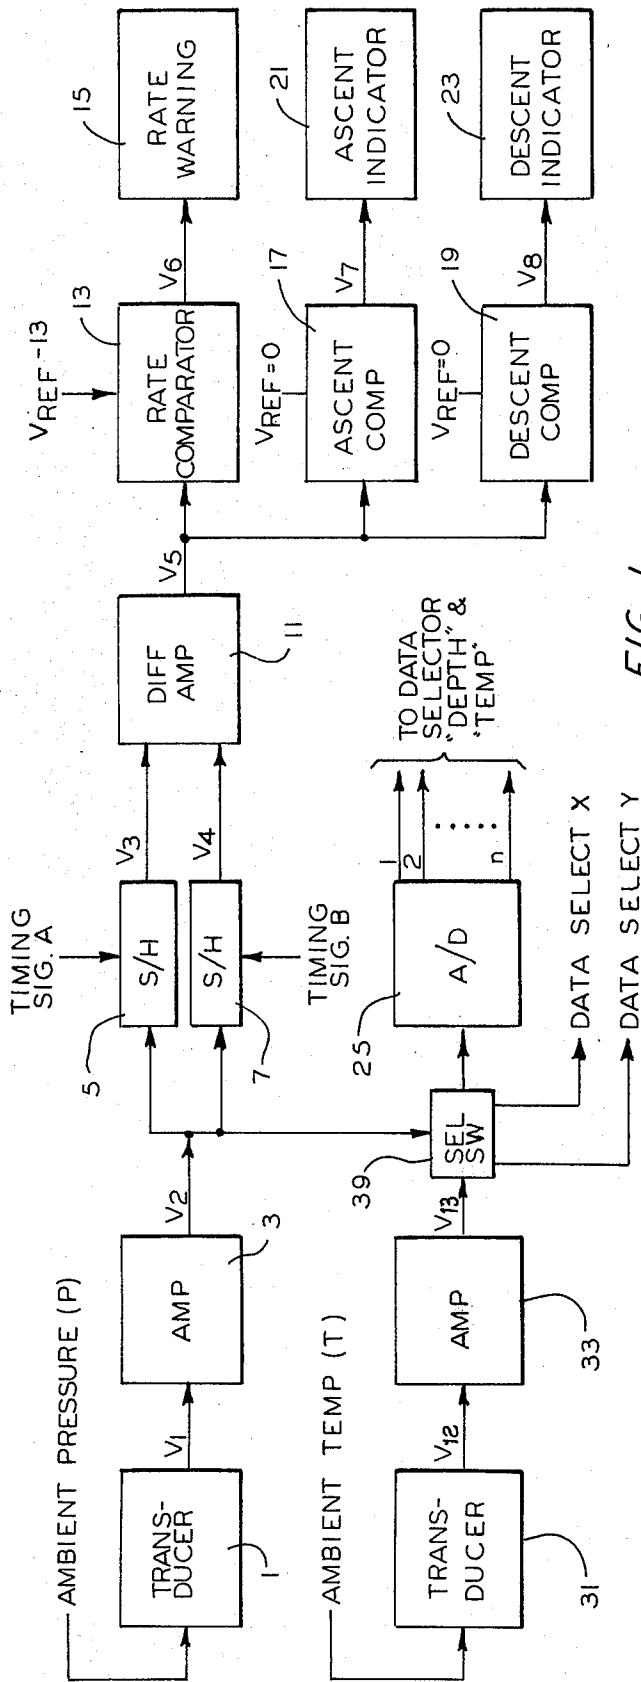 AMBIENT PRESSURE (P)
TRANS-
DUCER
1
V1
AMP
3
V2
TIMING
SIG. A
S/H
5
S/H
7
TIMING
SIG. B
V3
V4
DIFF
AMP
11
V5
VREF-13
RATE
COMPARATOR
13
V6
RATE
WARNING
15
VREF=0
ASCENT
COMP
17
V7
ASCENT
INDICATOR
21
VREF=0
DESCENT
COMP
19
V8
DESCENT
INDICATOR
23
AMBIENT TEMP (T)
TRANS-
DUCER
31
V12
AMP
33
V13
SEL
SW
39
A/D
25
1
2
n
TO DATA
SELECTOR
"DEPTH" &
"TEMP"
DATA SELECT X
DATA SELECT Y
FIG. 1